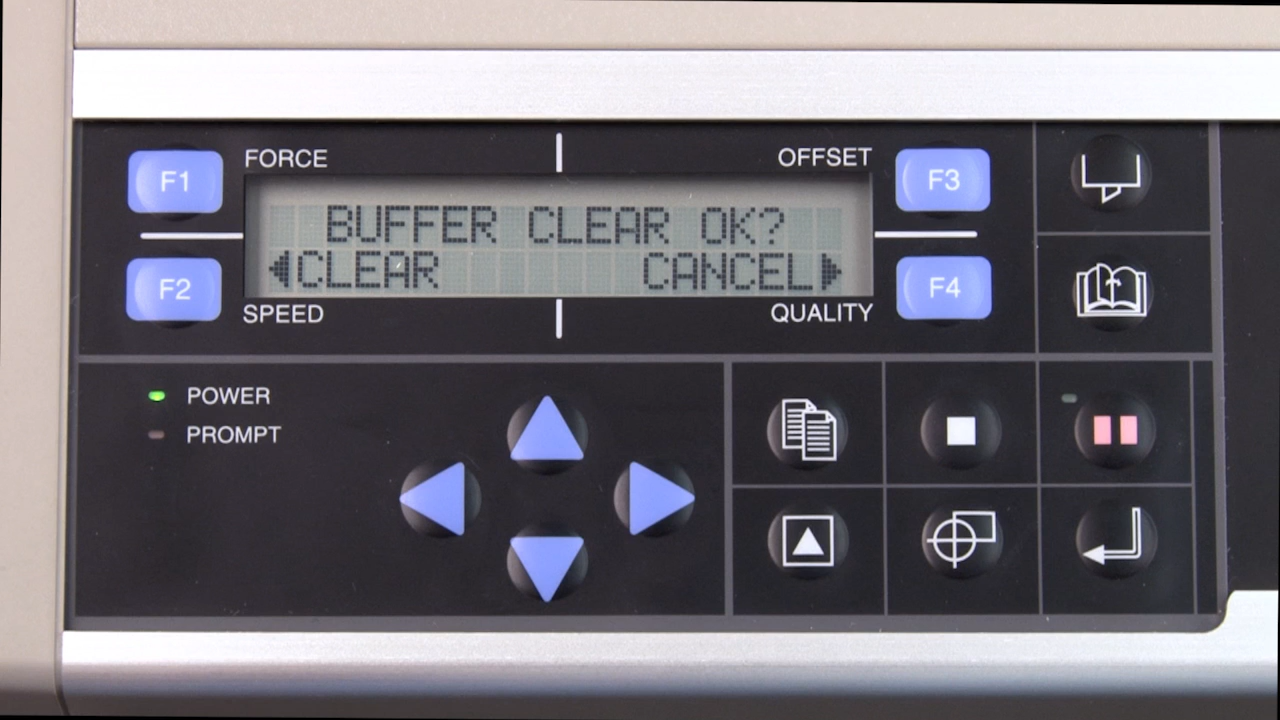 F1
FORCE
OFFSET
F3
BUFFER CLEAR OK?
◀CLEAR CANCEL▶
F2
SPEED
QUALITY
F4
POWER
PROMPT